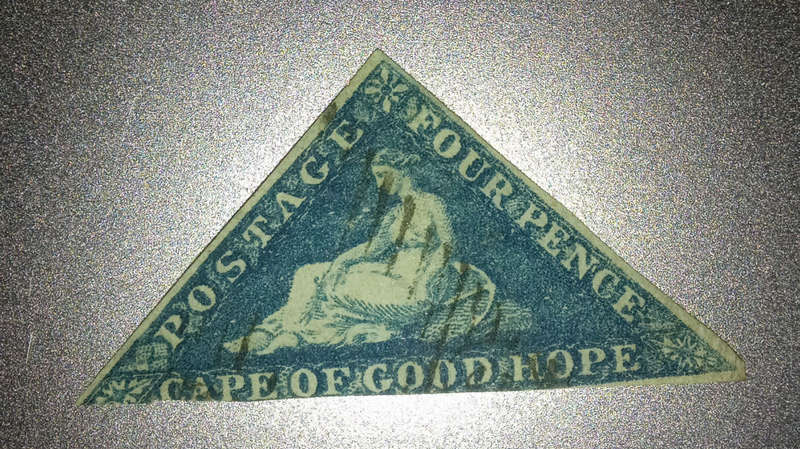 POSTAGE
FOUR PENCE
CAPE OF GOOD HOPE